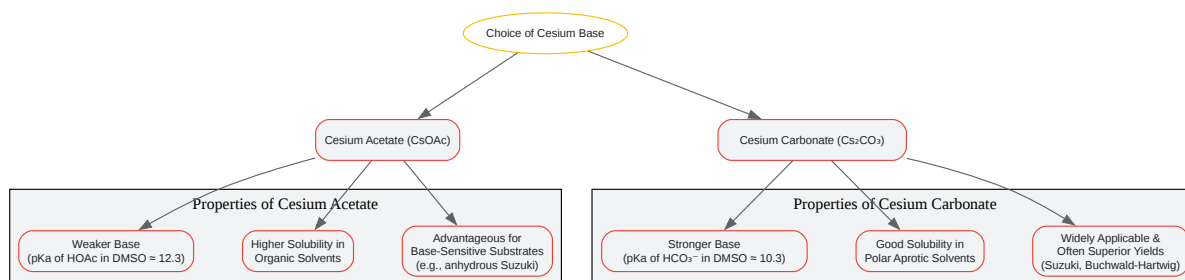 Choice of Cesium Base
Cesium Acetate (CsOAc)
Cesium Carbonate (Cs₂CO₃)
Properties of Cesium Acetate
Properties of Cesium Carbonate
Weaker Base
(pKa of HOAc in DMSO ≈ 12.3)
Higher Solubility in
Organic Solvents
Advantageous for
Base-Sensitive Substrates
(e.g., anhydrous Suzuki)
Stronger Base
(pKa of HCO₃⁻ in DMSO ≈ 10.3)
Good Solubility in
Polar Aprotic Solvents
Widely Applicable &
Often Superior Yields
(Suzuki, Buchwald-Hartwig)